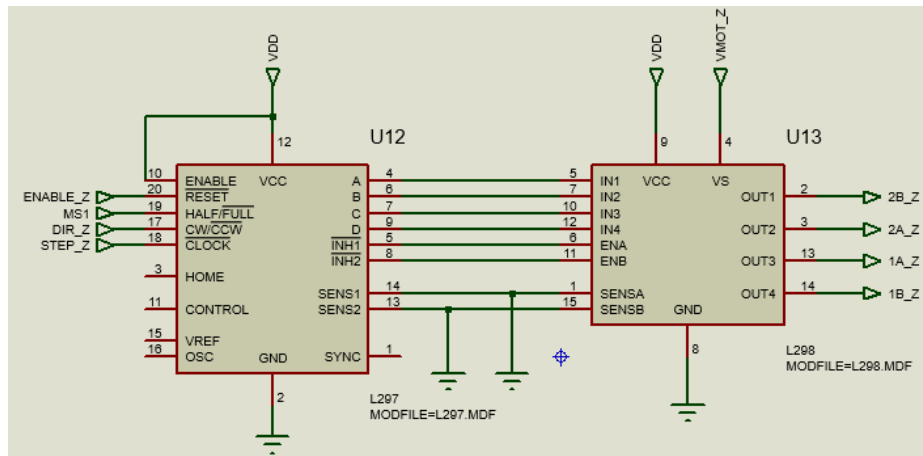 VDD
VDD
VMOT_Z
U12
U13
12
9
4
10
ENABLE
VCC
A
4
5
IN1
VCC
VS
ENABLE_Z
20
RESET
B
6
7
IN2
OUT1
2
2B_Z
MS1
19
HALF/FULL
C
7
10
IN3
DIR_Z
17
CW/CCW
D
9
12
IN4
OUT2
3
2A_Z
STEP_Z
18
CLOCK
INH1
5
6
ENA
INH2
8
11
ENB
OUT3
13
1A_Z
3
HOME
SENS1
14
1
SENSA
OUT4
14
1B_Z
11
CONTROL
SENS2
13
15
SENSB
GND
15
VREF
16
OSC
GND
SYNC
1
8
L298
MODFILE=L298.MDF
2
L297
MODFILE=L297.MDF